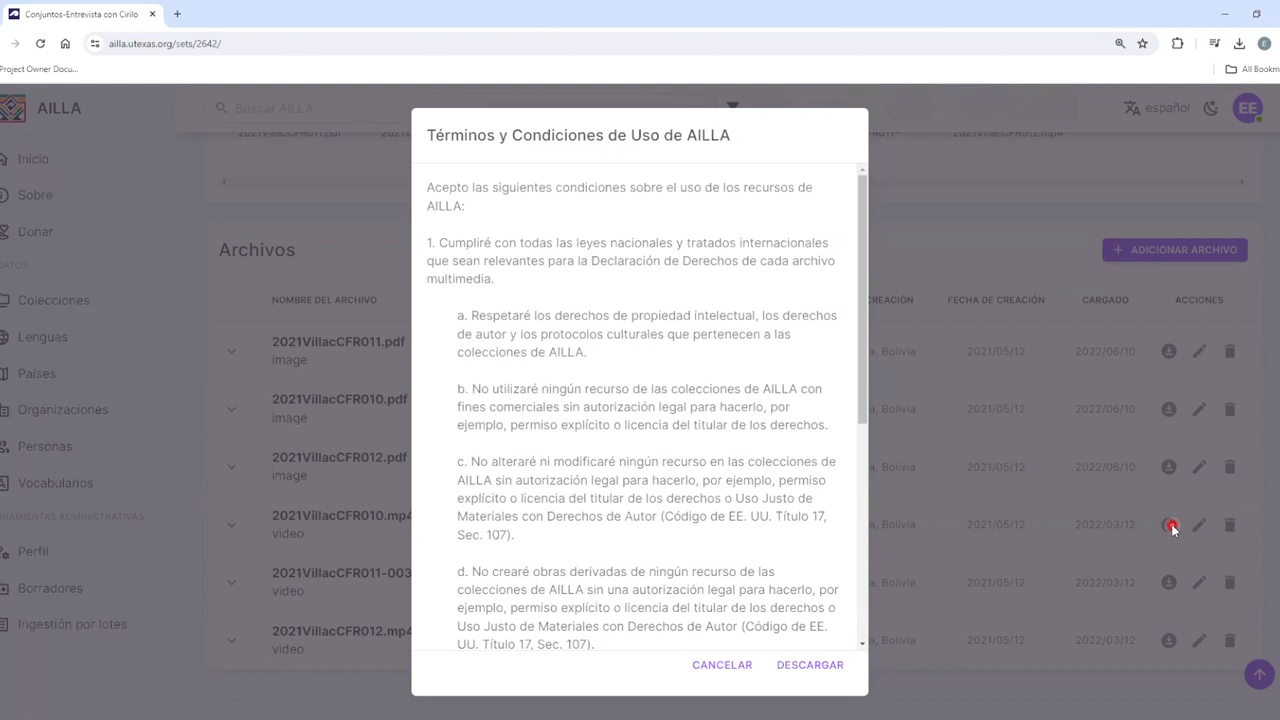 Conjuntos-Entrevista con Cirilo
ailla.utexas.org/sets/2642/
Project Owner Docu...
All Bookm
AILLA
Buscar AILLA
español
EE
Inicio
Sobre
Donar
DATOS
Colecciones
Lenguas
Países
Organizaciones
Personas
Vocabularios
RAMIENTAS ADMINISTRATIVAS
Perfil
Borradores
Ingestión por lotes
2021VillacCFR011.pdf
2021VillacCFR012.mp4
Archivos
+ ADICIONAR ARCHIVO
NOMBRE DEL ARCHIVO CREACIÓN FECHA DE CREACIÓN CARGADO ACCIONES
2021VillacCFR011.pdf
image
a, Bolivia 2021/05/12 2022/06/10
2021VillacCFR010.pdf
image
a, Bolivia 2021/05/12 2022/06/10
2021VillacCFR012.pdf
image
a, Bolivia 2021/05/12 2022/06/10
2021VillacCFR010.mp4
video
a, Bolivia 2021/05/12 2022/03/12
2021VillacCFR011-003
video
a, Bolivia 2021/05/12 2022/03/12
2021VillacCFR012.mp4
video
a, Bolivia 2021/05/12 2022/03/12
Términos y Condiciones de Uso de AILLA
Acepto las siguientes condiciones sobre el uso de los recursos de
AILLA:
1. Cumpliré con todas las leyes nacionales y tratados internacionales
que sean relevantes para la Declaración de Derechos de cada archivo
multimedia.
a. Respetaré los derechos de propiedad intelectual, los derechos
de autor y ios protocolos culturales que pertenecen a las
colecciones de AILLA.
b. No utilizaré ningún recurso de las colecciones de AILLA con
fines comerciales sin autorización legal para hacerlo, por
ejemplo, permiso explícito o licencia del titular de los derechos.
c. No alteraré ni modificaré ningún recurso en las colecciones de
AILLA sin autorización legal para hacerlo, por ejemplo, permiso
explícito o licencia del titular de los derechos o Uso Justo de
Materiales con Derechos de Autor (Código de EE. UU. Título 17,
Sec. 107).
d. No crearé obras derivadas de ningún recurso de las
colecciones de AILLA sin una autorización legal para hacerlo, por
ejemplo, permiso explícito o licencia del titular de los derechos o
Uso Justo de Materiales con Derechos de Autor (Código de EE.
UU. Título 17, Sec. 107).
CANCELAR DESCARGAR